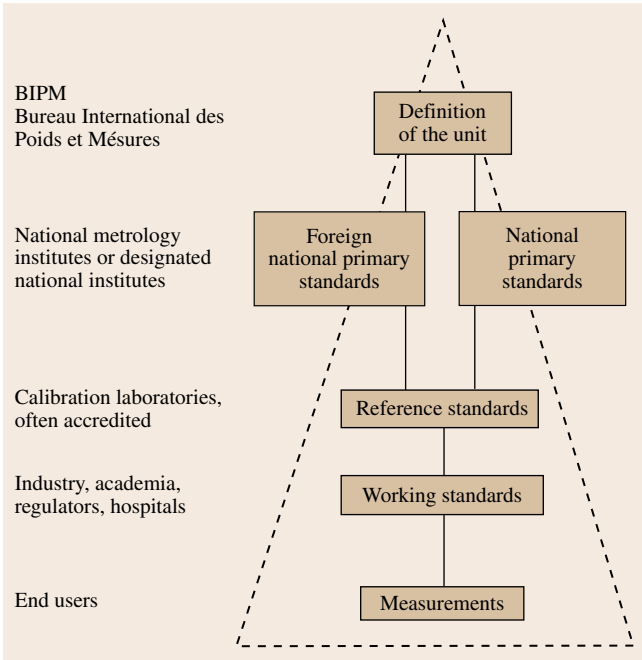 BIPM
Bureau International des
Poids et Mésures
Definition
of the unit
National metrology
institutes or designated
national institutes
Foreign
national primary
standards
National
primary
standards
Calibration laboratories,
often accredited
Reference standards
Industry, academia,
regulators, hospitals
Working standards
End users
Measurements